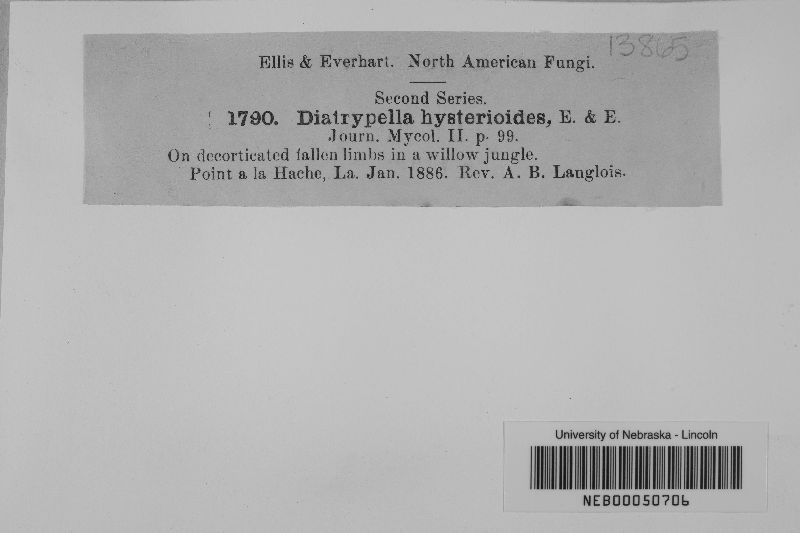 13865
Ellis & Everhart. North American Fungi.
Second Series.
1790. Diatrypella hysterioides, E. & E.
Journ. Mycol. II. p. 99.
On decorticated fallen limbs in a willow jungle.
Point a la Hache, La. Jan. 1886. Rev. A. B. Langlois.
University of Nebraska - Lincoln
NEB00050706